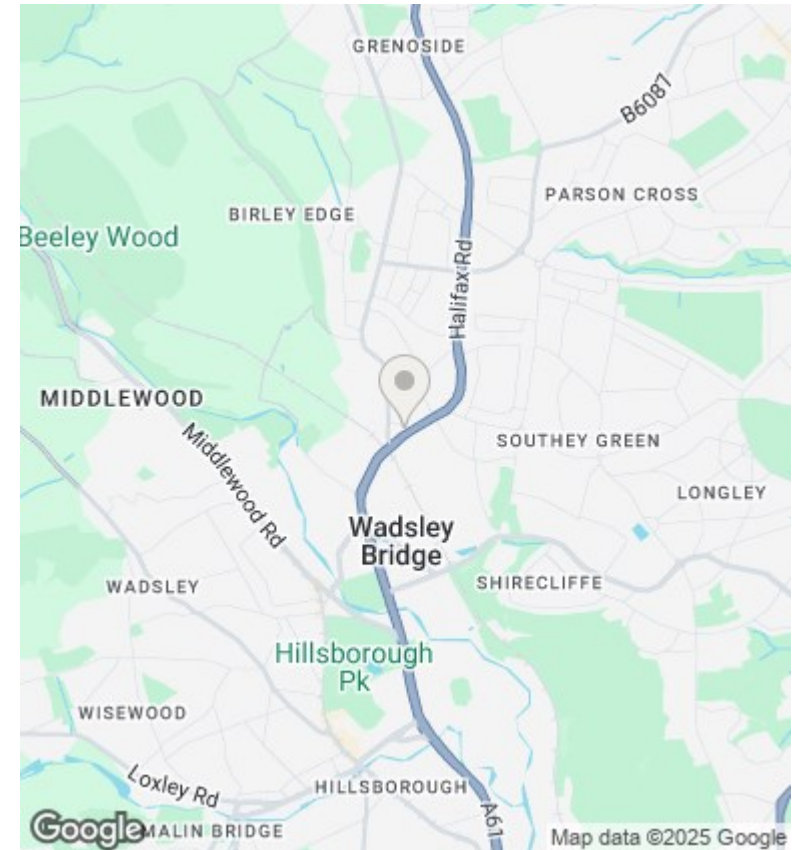 GRENOSIDE
B6087
PARSON CROSS
BIRLEY EDGE
Beeley Wood
Halifax Rd
MIDDLEWOOD
SOUTHEY GREEN
Middlewood Rd
LONGLEY
Wadsley
Bridge
WADSLEY
SHIRECLIFFE
Hillsborough
Pk
WISEWOOD
Loxley Rd
HILLSBOROUGH
A61
MALIN BRIDGE
Google
Map data ©2025 Google